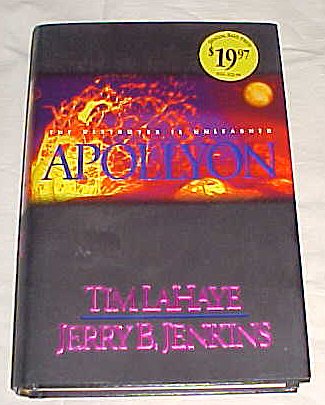 $19.97
THE DESTROYER IS UNLEASHED
APOLLYON
TIM LAHAYE
JERRY B. JENKINS